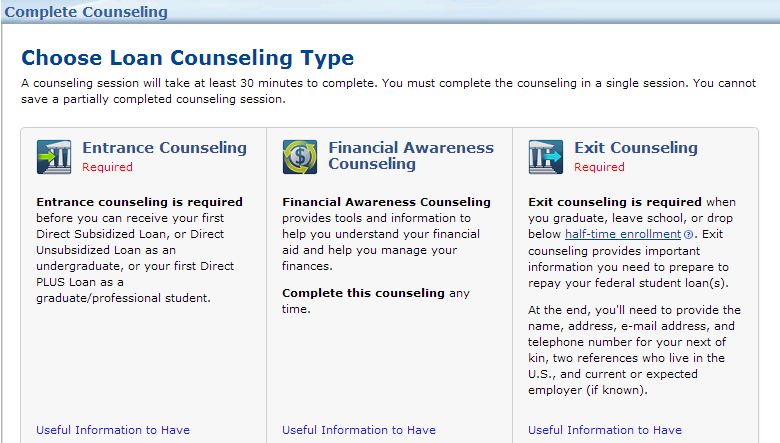 Complete Counseling
Choose Loan Counseling Type
A counseling session will take at least 30 minutes to complete. You must complete the counseling in a single session. You cannot
save a partially completed counseling session.
Entrance Counseling
Required
Entrance counseling is required
before you can receive your first
Direct Subsidized Loan, or Direct
Unsubsidized Loan as an
undergraduate, or your first Direct
PLUS Loan as a
graduate/professional student.
Useful Information to Have
Financial Awareness
Counseling
Financial Awareness Counseling
provides tools and information to
help you understand your financial
aid and help you manage your
finances.
Complete this counseling any
time.
Useful Information to Have
Exit Counseling
Required
Exit counseling is required when
you graduate, leave school, or drop
below half-time enrollment ?. Exit
counseling provides important
information you need to prepare to
repay your federal student loan(s).
At the end, you'll need to provide the
name, address, e-mail address, and
telephone number for your next of
kin, two references who live in the
U.S., and current or expected
employer (if known).
Useful Information to Have